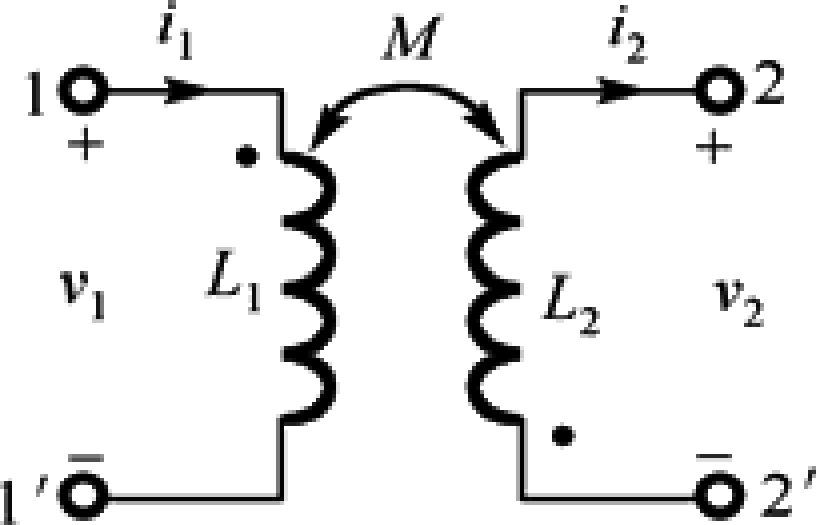 i₁ M i₂
1 2
+ +
L₁
v₁ L₂ v₂
− −
1′ 2′